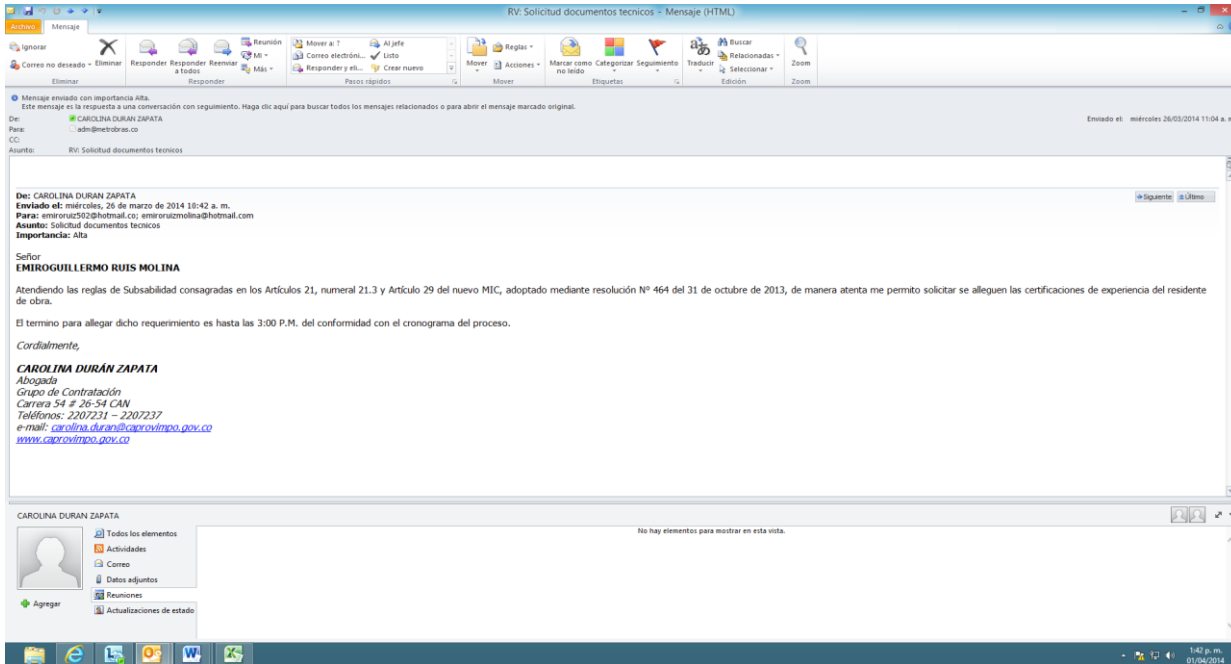 RV: Solicitud documentos tecnicos - Mensaje (HTML)
Archivo Mensaje
Ignorar
Correo no deseado
Eliminar
Responder
Responder a todos
Reenviar
Reunión
MI
Más
Mover a: ?
Al jefe
Correo electróni...
Listo
Responder y eli...
Crear nuevo
Mover
Reglas
Acciones
Marcar como no leído
Categorizar
Seguimiento
Traducir
Buscar
Relacionadas
Seleccionar
Zoom
Eliminar Responder Pasos rápidos Mover Etiquetas Edición Zoom
Mensaje enviado con importancia Alta.
Este mensaje es la respuesta a una conversación con seguimiento. Haga clic aquí para buscar todos los mensajes relacionados o para abrir el mensaje marcado original.
De: CAROLINA DURAN ZAPATA Enviado el: miércoles 26/03/2014 11:04 a.
Para: adm@metrobras.co
CC:
Asunto: RV: Solicitud documentos tecnicos
De: CAROLINA DURAN ZAPATA
Siguiente Último
Enviado el: miércoles, 26 de marzo de 2014 10:42 a. m.
Para: emiroruiz502@hotmail.co; emiroruizmolina@hotmail.com
Asunto: Solicitud documentos tecnicos
Importancia: Alta
Señor
EMIROGUILLERMO RUIS MOLINA
Atendiendo las reglas de Subsabilidad consagradas en los Artículos 21, numeral 21.3 y Artículo 29 del nuevo MIC, adoptado mediante resolución Nº 464 del 31 de octubre de 2013, de manera atenta me permito solicitar se alleguen las certificaciones de experiencia del residente
de obra.
El termino para allegar dicho requerimiento es hasta las 3:00 P.M. del conformidad con el cronograma del proceso.
Cordialmente,
CAROLINA DURÁN ZAPATA
Abogada
Grupo de Contratación
Carrera 54 # 26-54 CAN
Teléfonos: 2207231 – 2207237
e-mail: carolina.duran@caprovimpo.gov.co
www.caprovimpo.gov.co
CAROLINA DURAN ZAPATA
Todos los elementos
Actividades
Correo
Datos adjuntos
Reuniones
Actualizaciones de estado
Agregar
No hay elementos para mostrar en esta vista.
1:42 p. m.
01/04/2014